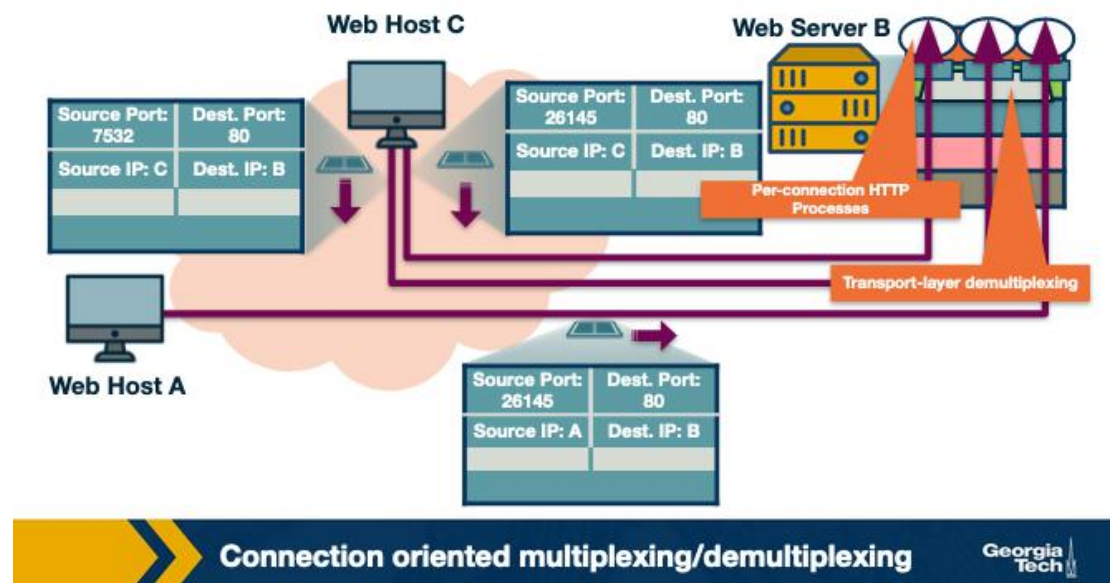 Web Host C
Web Server B
Source Port:
7532
Dest. Port:
80
Source IP: C
Dest. IP: B
Source Port:
26145
Dest. Port:
80
Source IP: C
Dest. IP: B
Per-connection HTTP
Processes
Transport-layer demultiplexing
Web Host A
Source Port:
26145
Dest. Port:
80
Source IP: A
Dest. IP: B
Connection oriented multiplexing/demultiplexing
Georgia
Tech